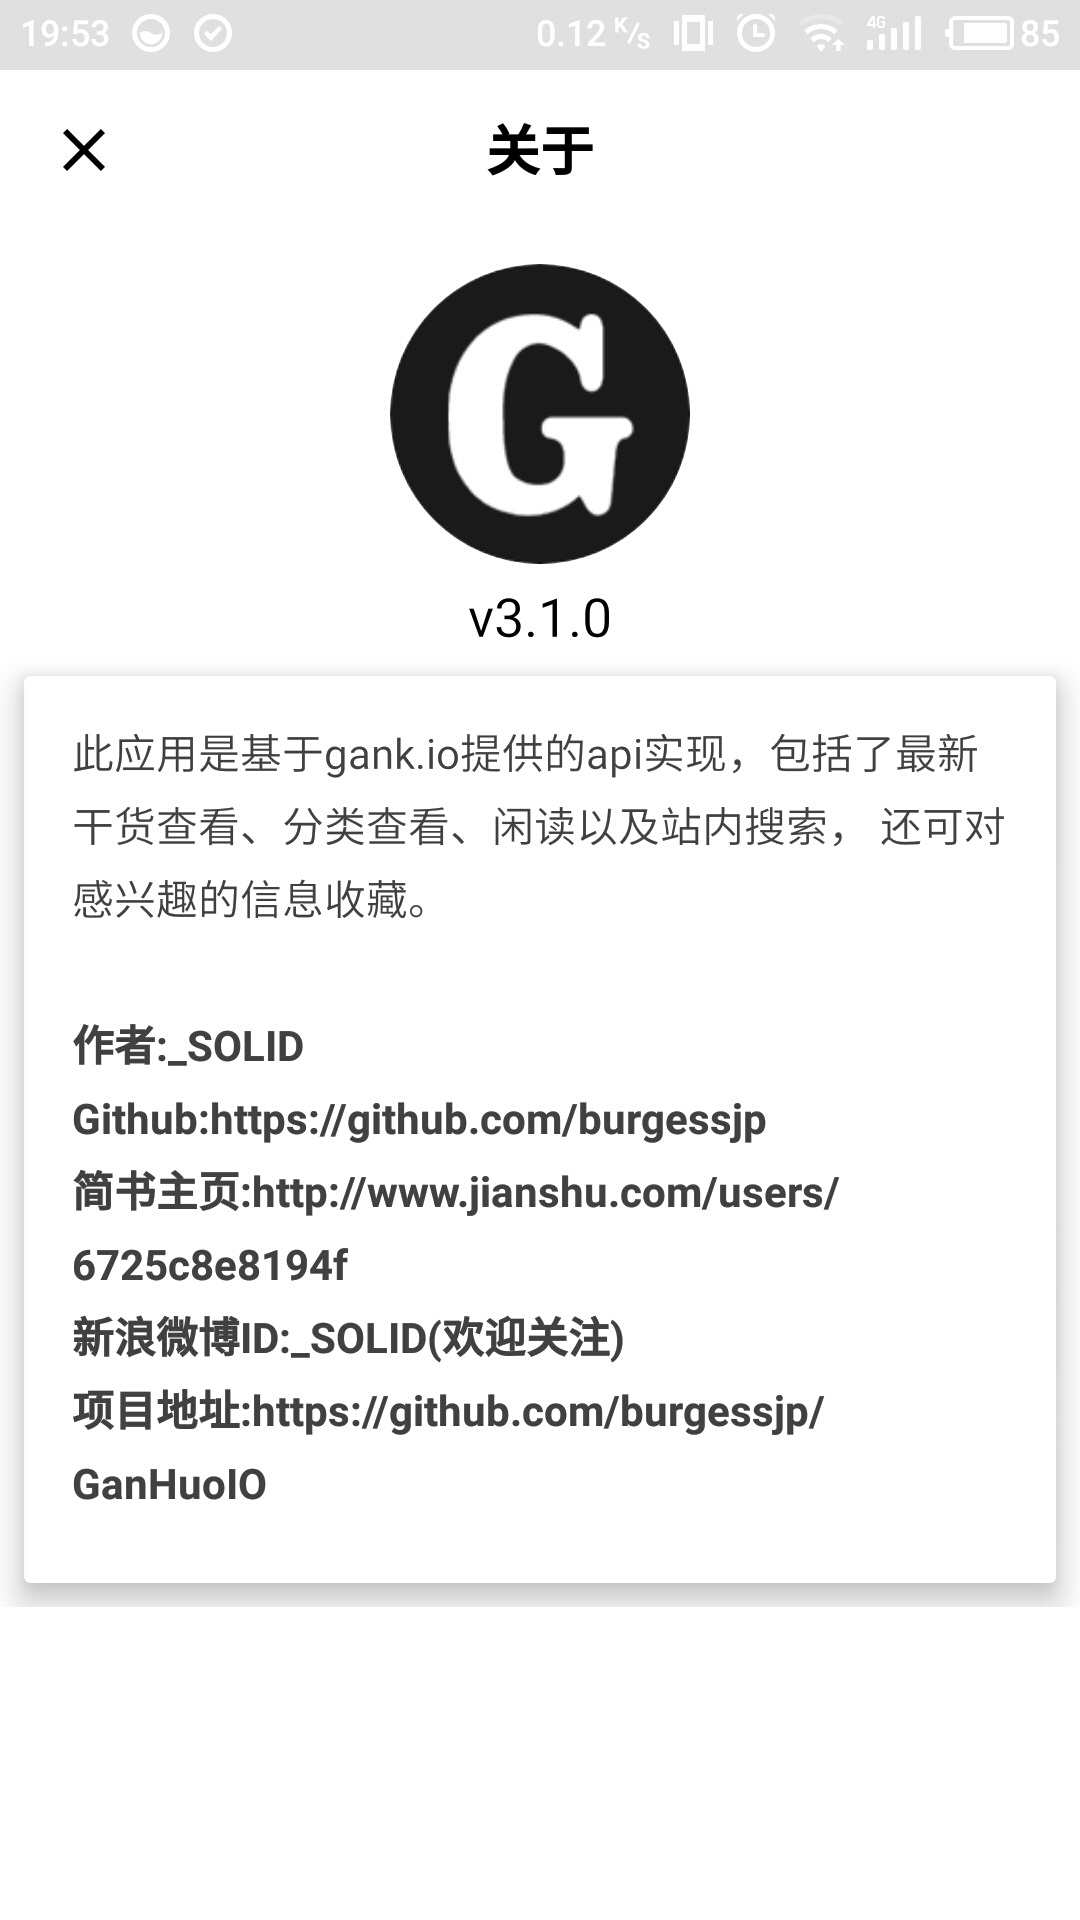 19:53 0.12 K/s 4G 85
关于
G
v3.1.0
此应用是基于gank.io提供的api实现，包括了最新
干货查看、分类查看、闲读以及站内搜索， 还可对
感兴趣的信息收藏。
作者:_SOLID
Github:https://github.com/burgessjp
简书主页:http://www.jianshu.com/users/
6725c8e8194f
新浪微博ID:_SOLID(欢迎关注)
项目地址:https://github.com/burgessjp/
GanHuoIO